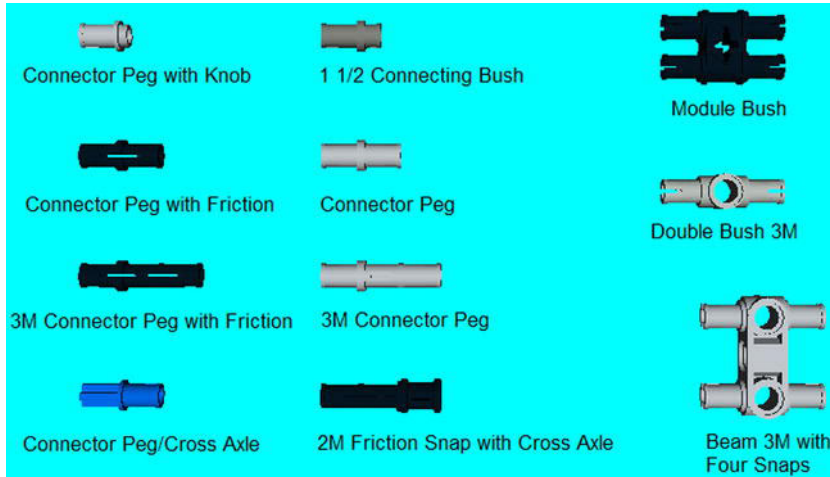 Connector Peg with Knob
1 1/2 Connecting Bush
Module Bush
Connector Peg with Friction
Connector Peg
Double Bush 3M
3M Connector Peg with Friction
3M Connector Peg
Connector Peg/Cross Axle
2M Friction Snap with Cross Axle
Beam 3M with
Four Snaps